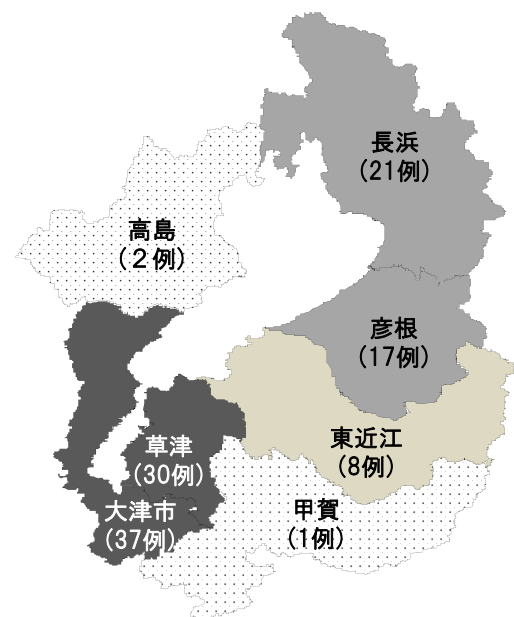 長浜
(21例)
高島
(２例)
彦根
(17例)
東近江
(8例)
草津
(30例)
大津市
(37例)
甲賀
(1例)